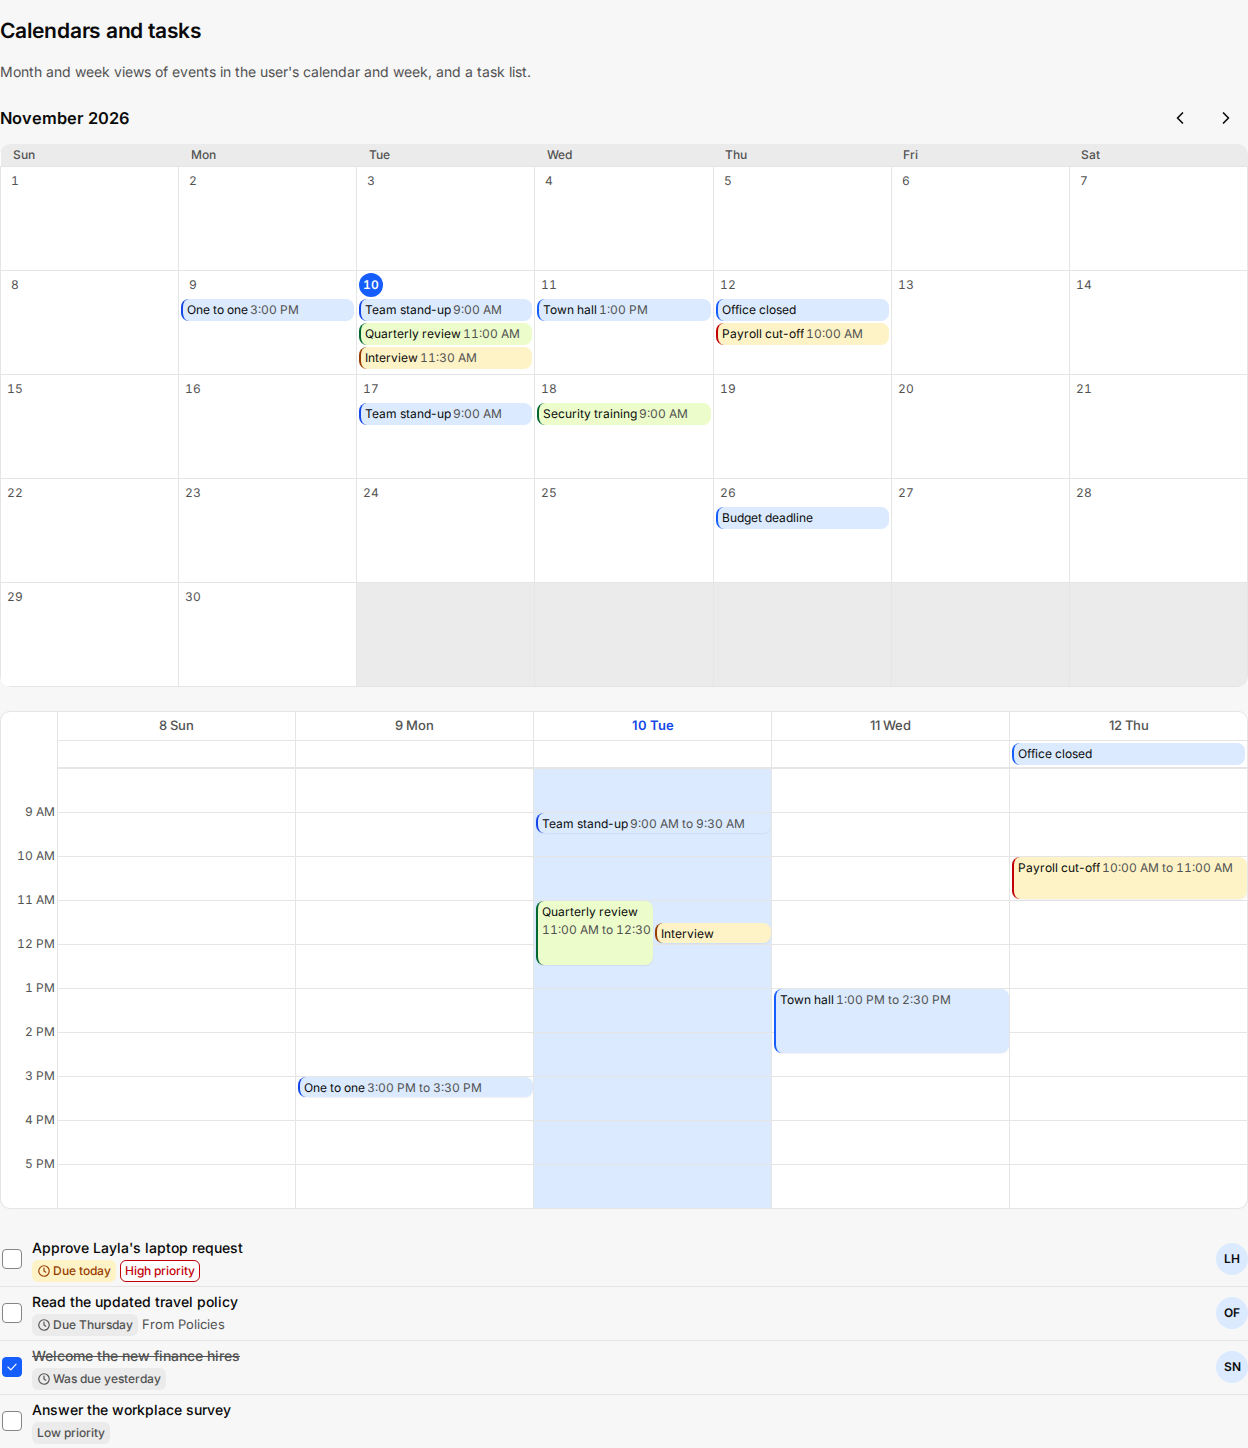 Calendars and tasks
Month and week views of events in the user's calendar and week, and a task list.
November 2026
Sun Mon Tue Wed Thu Fri Sat
1 2 3 4 5 6 7
8 9 10 11 12 13 14
One to one 3:00 PM Team stand-up 9:00 AM Town hall 1:00 PM Office closed
Quarterly review 11:00 AM Payroll cut-off 10:00 AM
Interview 11:30 AM
15 16 17 18 19 20 21
Team stand-up 9:00 AM Security training 9:00 AM
22 23 24 25 26 27 28
Budget deadline
29 30
8 Sun 9 Mon 10 Tue 11 Wed 12 Thu
Office closed
9 AM
Team stand-up 9:00 AM to 9:30 AM
10 AM
Payroll cut-off 10:00 AM to 11:00 AM
11 AM
Quarterly review
11:00 AM to 12:30
Interview
12 PM
1 PM
Town hall 1:00 PM to 2:30 PM
2 PM
3 PM
One to one 3:00 PM to 3:30 PM
4 PM
5 PM
Approve Layla's laptop request
Due today High priority
LH
Read the updated travel policy
Due Thursday From Policies
OF
Welcome the new finance hires
Was due yesterday
SN
Answer the workplace survey
Low priority